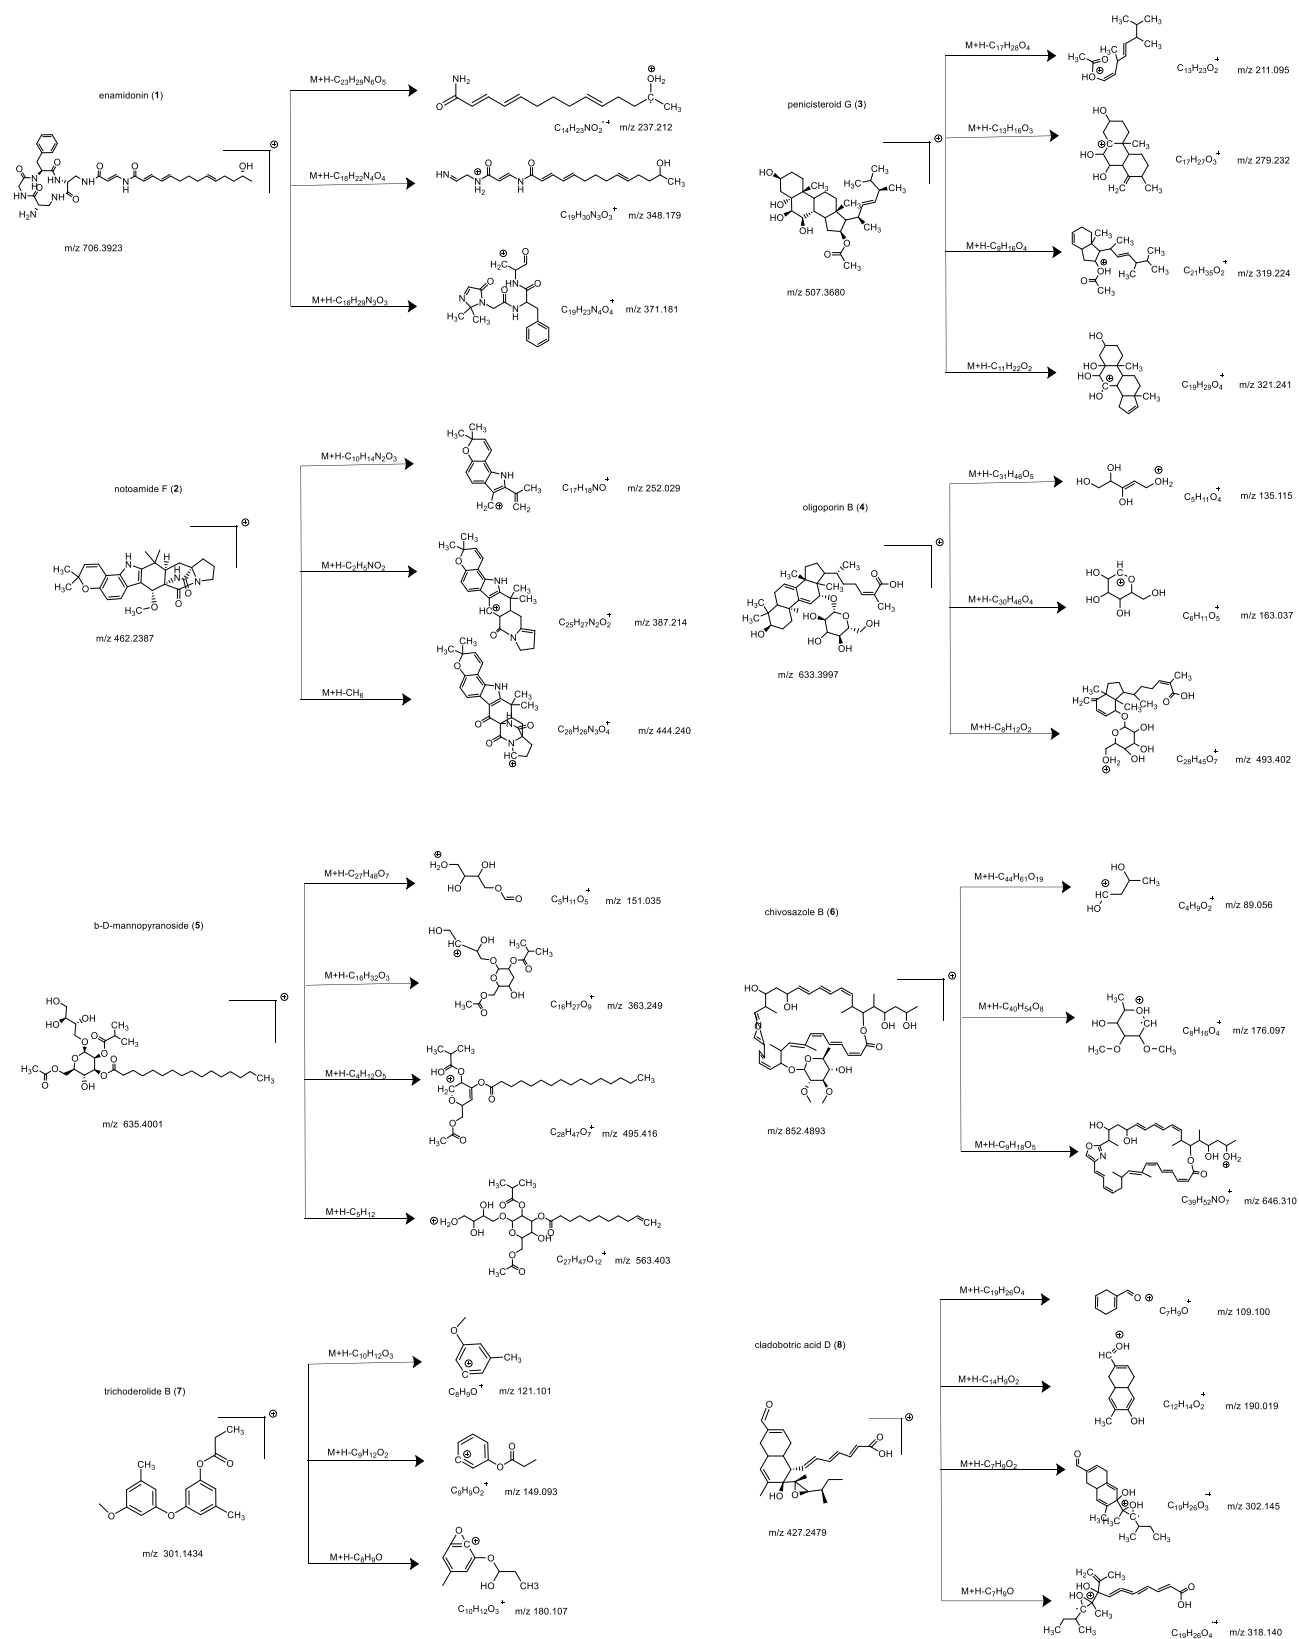 enamidonin (1)
m/z 706.3923
M+H-C23H29N6O5
C14H23NO2•+ m/z 237.212
M+H-C18H22N4O4
C19H30N3O3+ m/z 348.179
M+H-C18H29N3O3
C19H23N4O4+ m/z 371.181
penicisteroid G (3)
m/z 507.3680
M+H-C17H28O4
C13H23O2+ m/z 211.095
M+H-C13H16O3
C17H27O3+ m/z 279.232
M+H-C9H16O4
C21H35O2+ m/z 319.224
M+H-C11H22O2
C19H29O4+ m/z 321.241
notoamide F (2)
m/z 462.2387
M+H-C10H14N2O3
C17H18NO+ m/z 252.029
M+H-C2H5NO2
C25H27N2O2+ m/z 387.214
M+H-CH6
C26H26N3O4+ m/z 444.240
oligoporin B (4)
m/z 633.3997
M+H-C31H46O5
C5H11O4+ m/z 135.115
M+H-C30H46O4
C6H11O5+ m/z 163.037
M+H-C8H12O2
C28H45O7+ m/z 493.402
b-D-mannopyranoside (5)
m/z 635.4001
M+H-C27H48O7
C5H11O5+ m/z 151.035
M+H-C16H32O3
C16H27O9+ m/z 363.249
M+H-C4H12O5
C28H47O7+ m/z 495.416
M+H-C5H12
C27H47O12+ m/z 563.403
chivosazole B (6)
m/z 852.4893
M+H-C44H61O19
C4H9O2+ m/z 89.056
M+H-C40H54O8
C8H16O4+ m/z 176.097
M+H-C9H18O5
C39H52NO7+ m/z 646.310
trichoderolide B (7)
m/z 301.1434
M+H-C10H12O3
C8H9O+ m/z 121.101
M+H-C9H12O2
C9H9O2+ m/z 149.093
M+H-C8H9O
C10H12O3+ m/z 180.107
cladobotric acid D (8)
m/z 427.2479
M+H-C19H26O4
C7H9O+ m/z 109.100
M+H-C14H9O2
C12H14O2+ m/z 190.019
M+H-C7H9O2
C19H26O3+ m/z 302.145
M+H-C7H9O
C19H26O4+ m/z 318.140